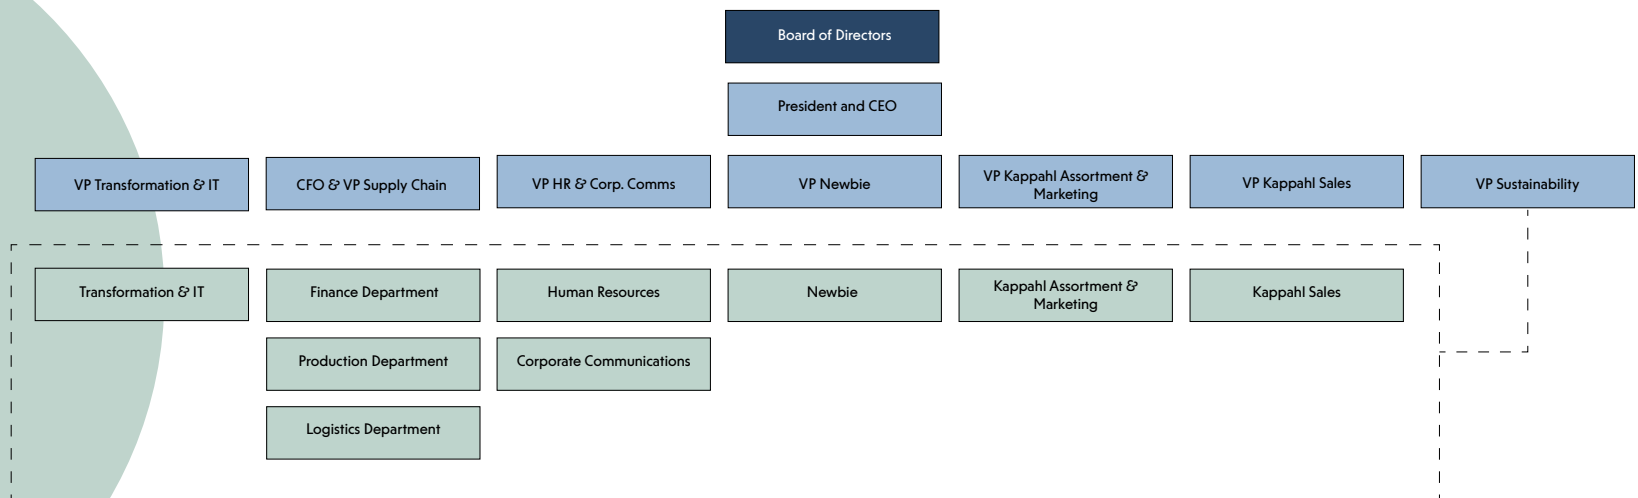 Board of Directors
President and CEO
VP Transformation & IT
CFO & VP Supply Chain
VP HR & Corp. Comms
VP Newbie
VP Kappahl Assortment &
Marketing
VP Kappahl Sales
VP Sustainability
Transformation & IT
Finance Department
Human Resources
Newbie
Kappahl Assortment &
Marketing
Kappahl Sales
Production Department
Corporate Communications
Logistics Department